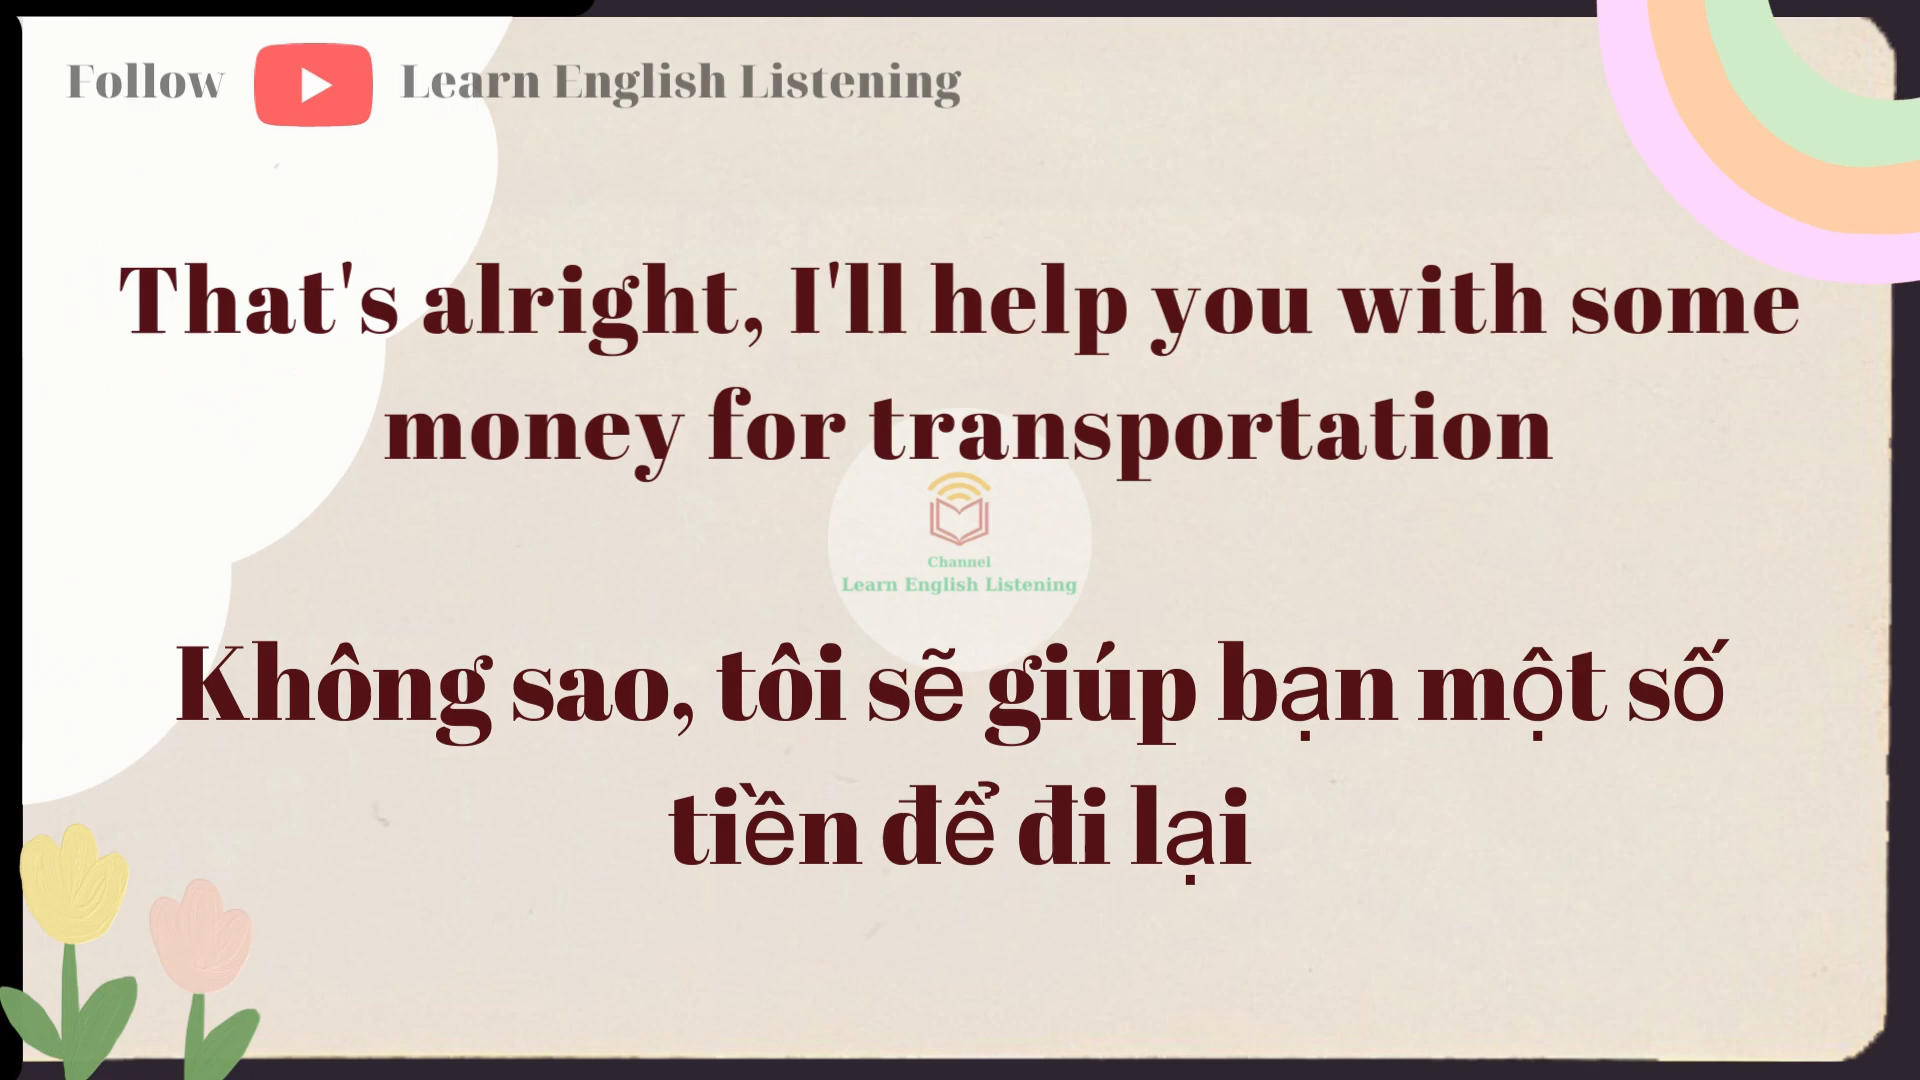 Follow Learn English Listening
That's alright, I'll help you with some
money for transportation
Channel
Learn English Listening
Không sao, tôi sẽ giúp bạn một số
tiền để đi lại